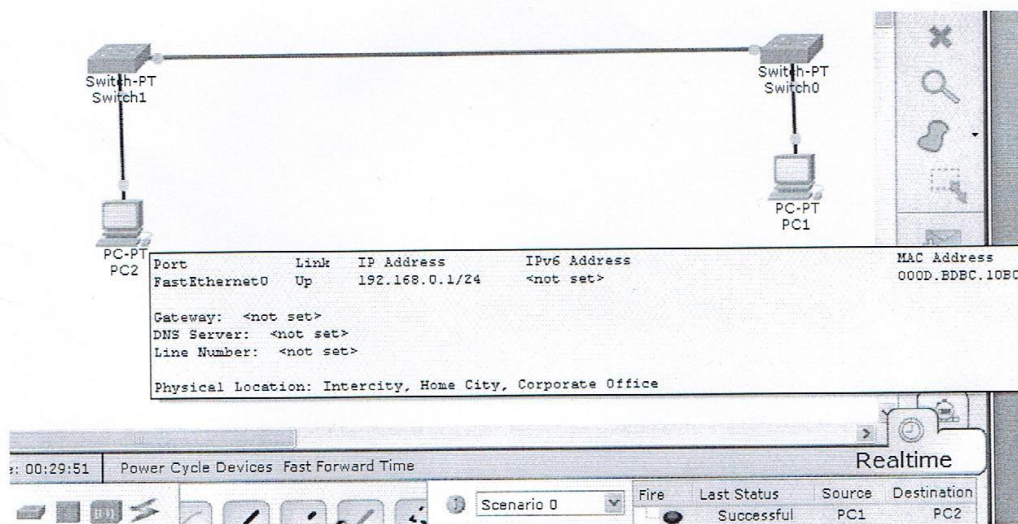 Switch-PT
Switch1
Switch-PT
Switch0
PC-PT
PC1
PC-PT
PC2
Port Link IP Address IPv6 Address MAC Address
FastEthernet0 Up 192.168.0.1/24 <not set> 000D.BDBC.10BC
Gateway: <not set>
DNS Server: <not set>
Line Number: <not set>
Physical Location: Intercity, Home City, Corporate Office
Realtime
: 00:29:51 Power Cycle Devices Fast Forward Time
Scenario 0
Fire Last Status Source Destination
Successful PC1 PC2